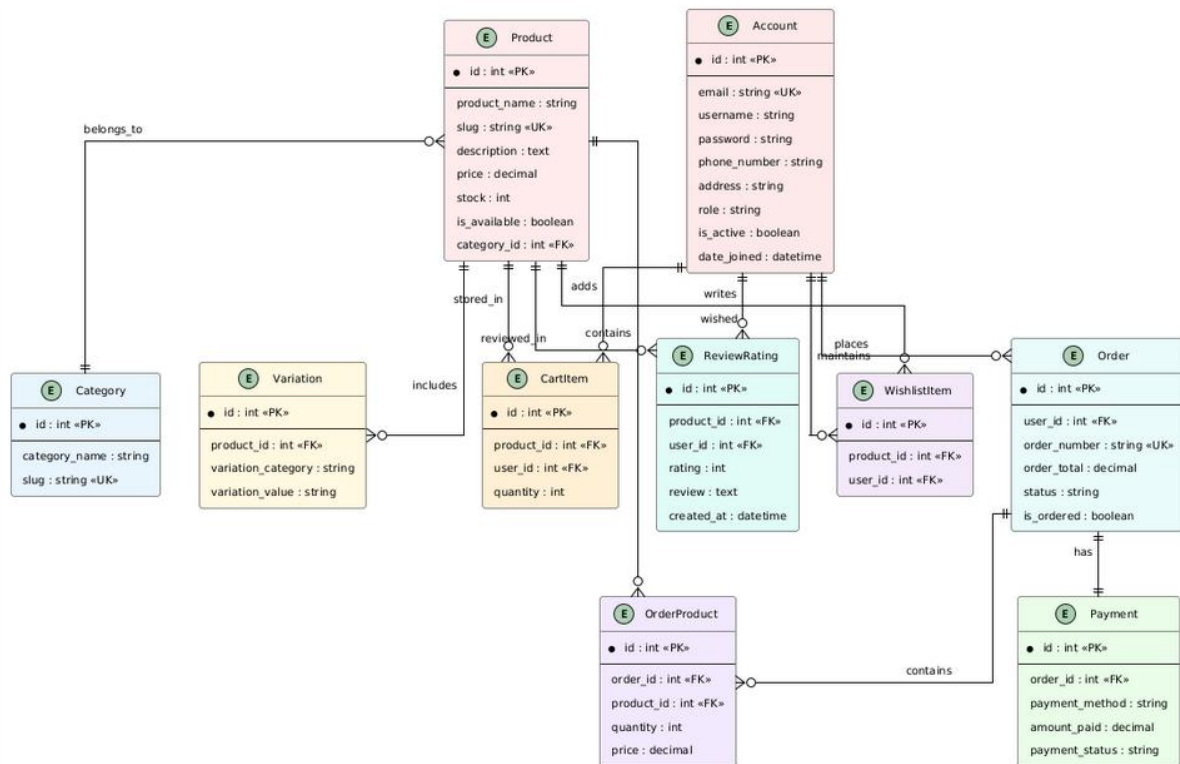 E Product
id : int «PK»
product_name : string
slug : string «UK»
description : text
price : decimal
stock : int
is_available : boolean
category_id : int «FK»
E Account
id : int «PK»
email : string «UK»
username : string
password : string
phone_number : string
address : string
role : string
is_active : boolean
date_joined : datetime
belongs_to
stored_in
adds
writes
reviewed_in
contains
wished
places
maintains
includes
E Category
id : int «PK»
category_name : string
slug : string «UK»
E Variation
id : int «PK»
product_id : int «FK»
variation_category : string
variation_value : string
E CartItem
id : int «PK»
product_id : int «FK»
user_id : int «FK»
quantity : int
E ReviewRating
id : int «PK»
product_id : int «FK»
user_id : int «FK»
rating : int
review : text
created_at : datetime
E WishlistItem
id : int «PK»
product_id : int «FK»
user_id : int «FK»
E Order
id : int «PK»
user_id : int «FK»
order_number : string «UK»
order_total : decimal
status : string
is_ordered : boolean
has
contains
E OrderProduct
id : int «PK»
order_id : int «FK»
product_id : int «FK»
quantity : int
price : decimal
E Payment
id : int «PK»
order_id : int «FK»
payment_method : string
amount_paid : decimal
payment_status : string